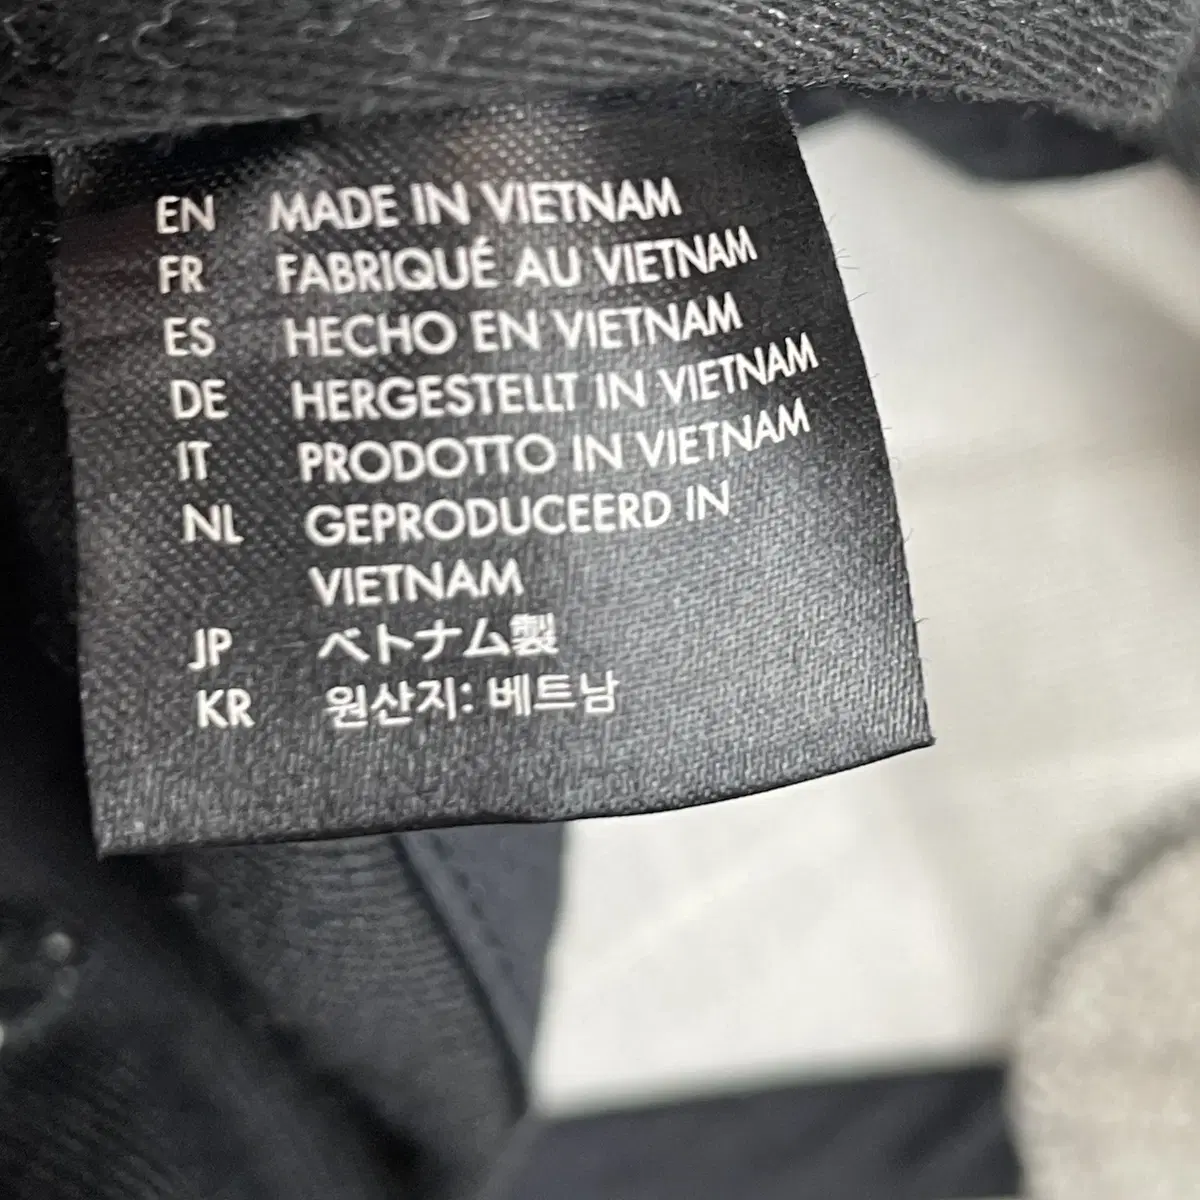 EN MADE IN VIETNAM
FR FABRIQUÉ AU VIETNAM
ES HECHO EN VIETNAM
DE HERGESTELLT IN VIETNAM
IT PRODOTTO IN VIETNAM
NL GEPRODUCEERD IN
VIETNAM
JP ベトナム製
KR 원산지: 베트남